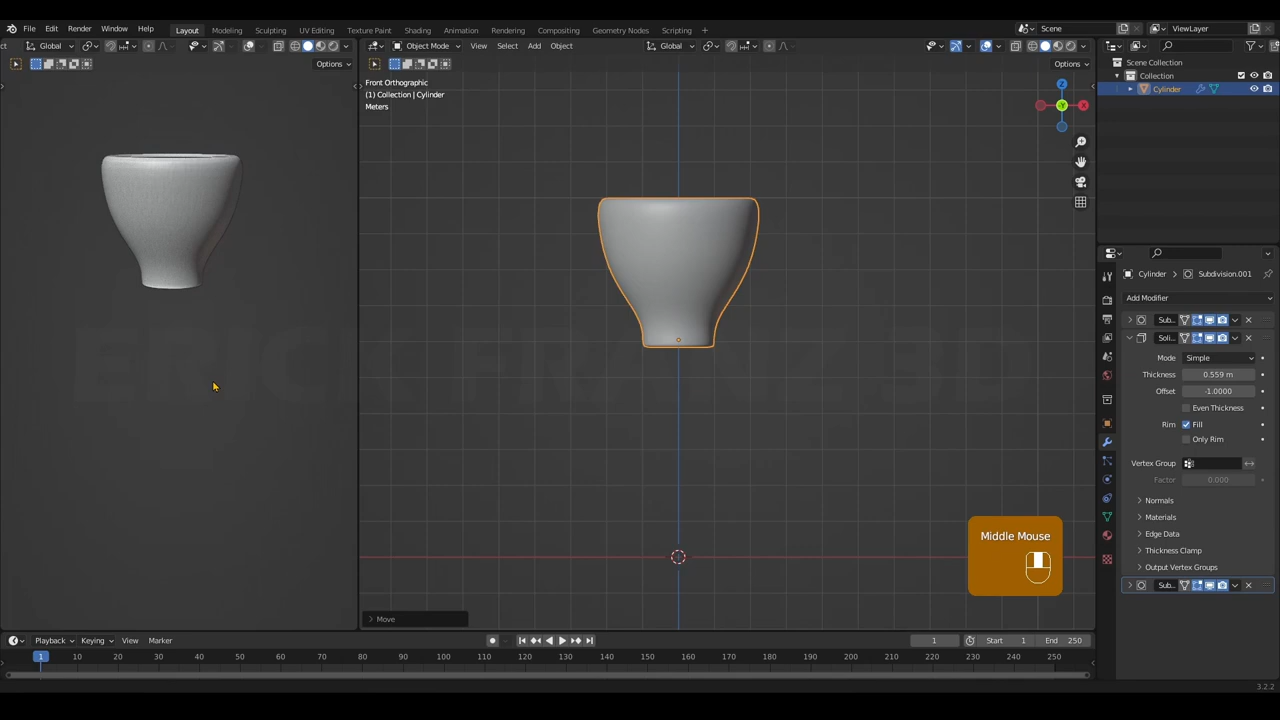 File Edit Render Window Help Layout Modeling Sculpting UV Editing Texture Paint Shading Animation Rendering Compositing Geometry Nodes Scripting + Scene ViewLayer
ct Global Object Mode View Select Add Object Global
Options Options
Scene Collection
Collection
Cylinder
Front Orthographic
(1) Collection | Cylinder
Meters
Z
Y
X
Cylinder Subdivision.001
Add Modifier
Sub..
Soli..
Mode Simple
Thickness 0.559 m
Offset -1.0000
Even Thickness
Rim Fill
Only Rim
Vertex Group
Factor 0.000
Normals
Materials
Edge Data
Thickness Clamp
Output Vertex Groups
Sub..
Middle Mouse
Move
Playback Keying View Marker 1 Start 1 End 250
1 10 20 30 40 50 60 70 80 90 100 110 120 130 140 150 160 170 180 190 200 210 220 230 240 250
3.2.2